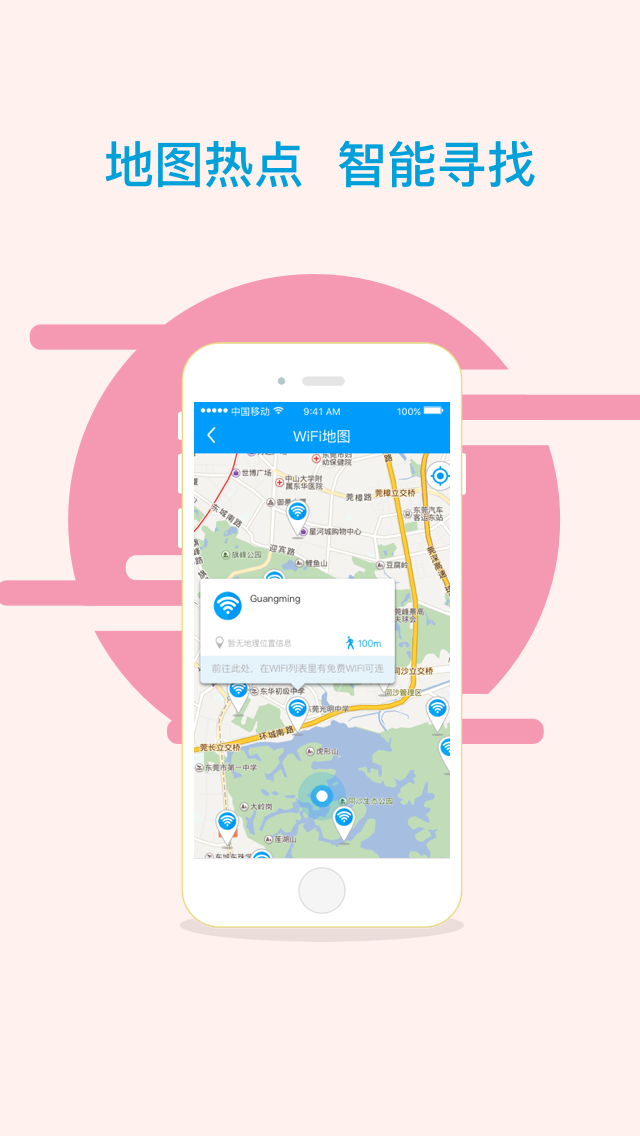 地图热点 智能寻找
中国移动 9:41 AM 100%
WiFi地图
东莞市妇
幼保健院
世博广场
中山大学附
属东华医院
莞樟路
莞樟立交桥
东城南路
东莞汽车
客运东站
星河城购物中心
迎宾路
旗峰公园
鲤鱼山
豆腐岭
莞深高速
Guangming
暂无地理位置信息
100m
前往此处，在WiFi列表里有免费WiFi可连
莞峰景高
夫球会
同沙立交桥
东华初级中学
同沙管理区
东莞光明中学
环城南路
莞长立交桥
虎形山
东莞市第一中学
同沙生态公园
大岭岗
莲湖山
东城东珠学